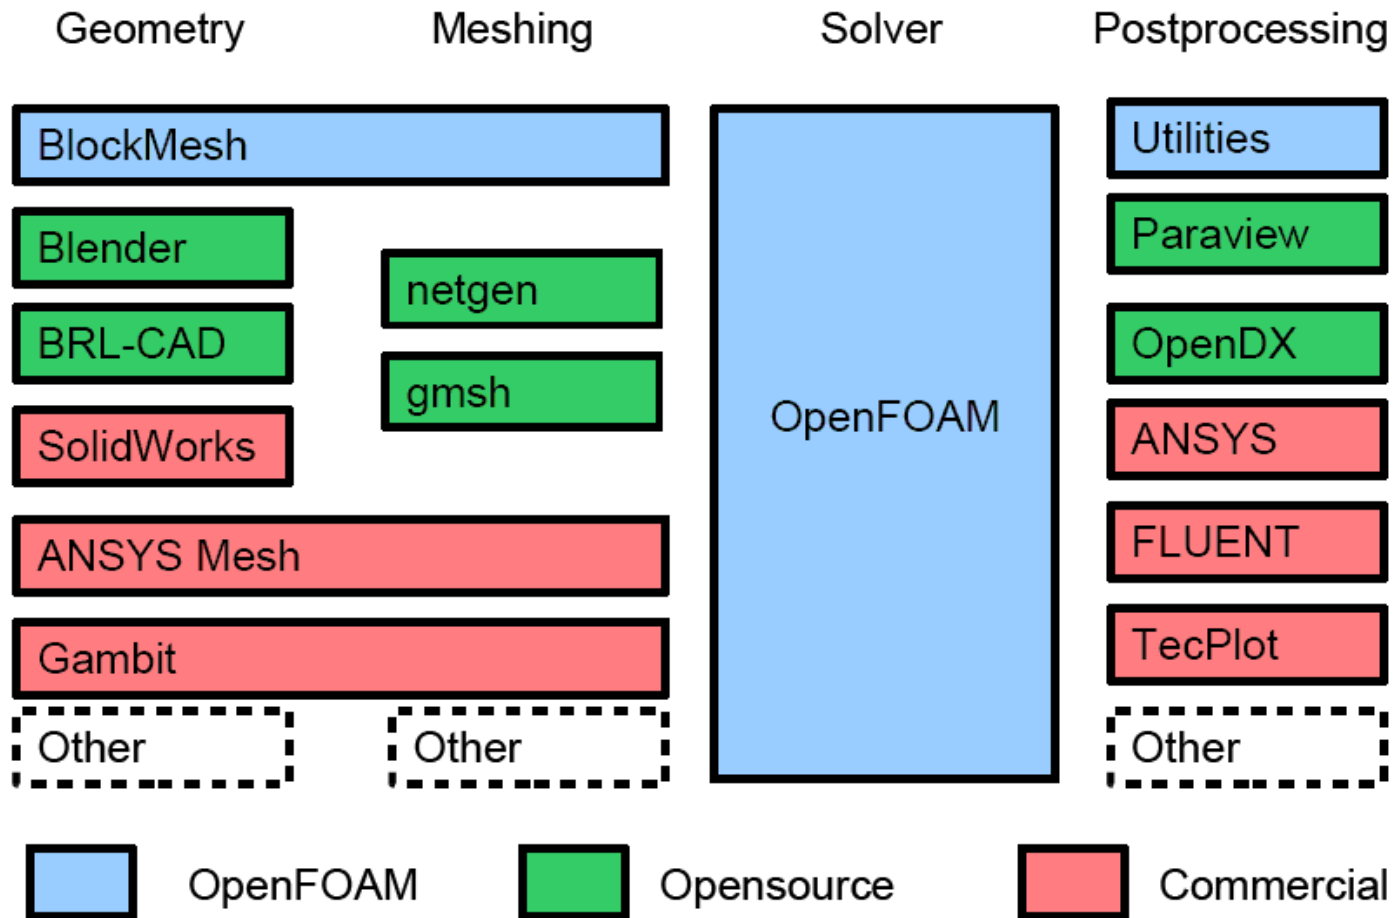 Geometry Meshing Solver Postprocessing
BlockMesh
Blender
BRL-CAD
SolidWorks
netgen
gmsh
ANSYS Mesh
Gambit
Other
Other
OpenFOAM
Utilities
Paraview
OpenDX
ANSYS
FLUENT
TecPlot
Other
OpenFOAM Opensource Commercial